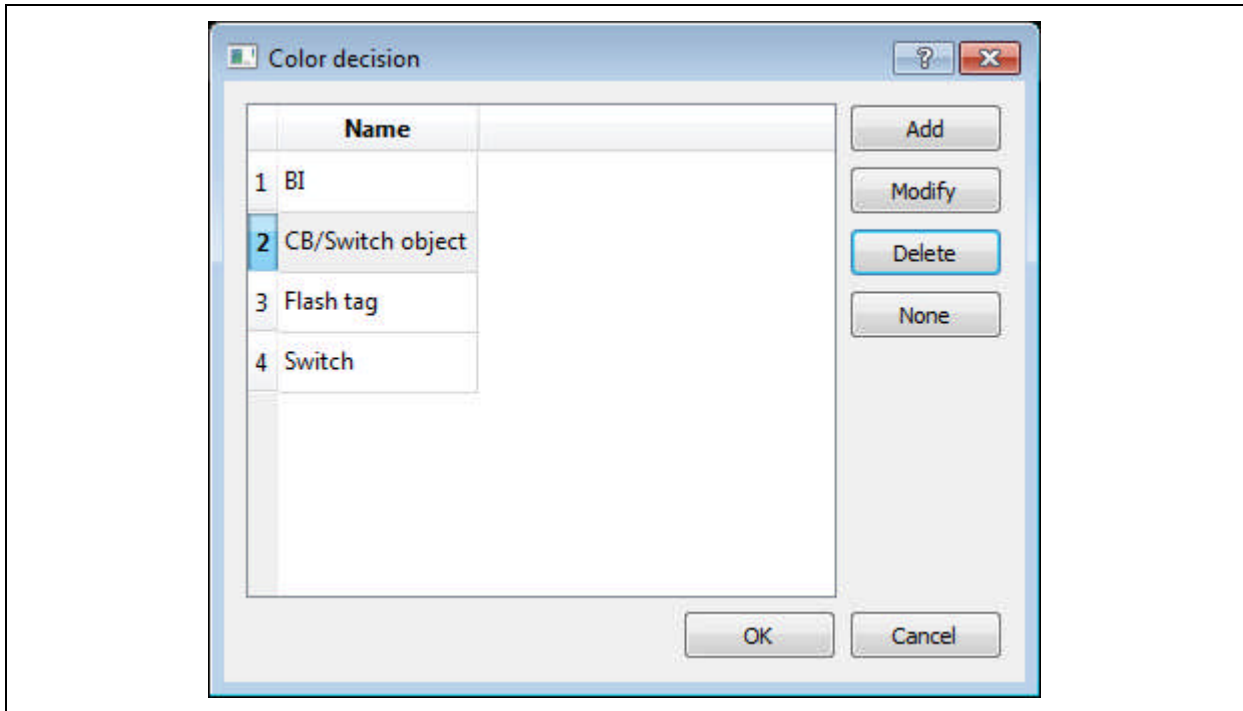 Color decision
Name
Add
1 BI
Modify
2 CB/Switch object
Delete
3 Flash tag
None
4 Switch
OK Cancel